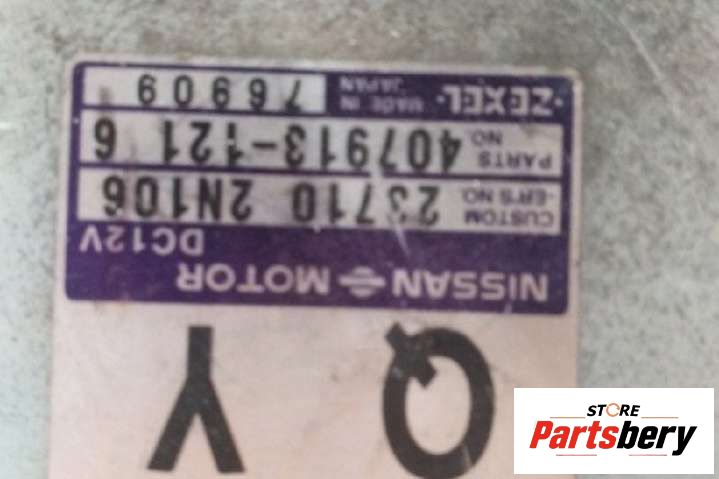 Q Y
NISSAN MOTOR
DC12V
CUSTOM
-ER'S NO. 23710 2N106
PARTS
NO. 407913-121 6
·ZEXEL· MADE IN
JAPAN 76909
STORE
Partsbery